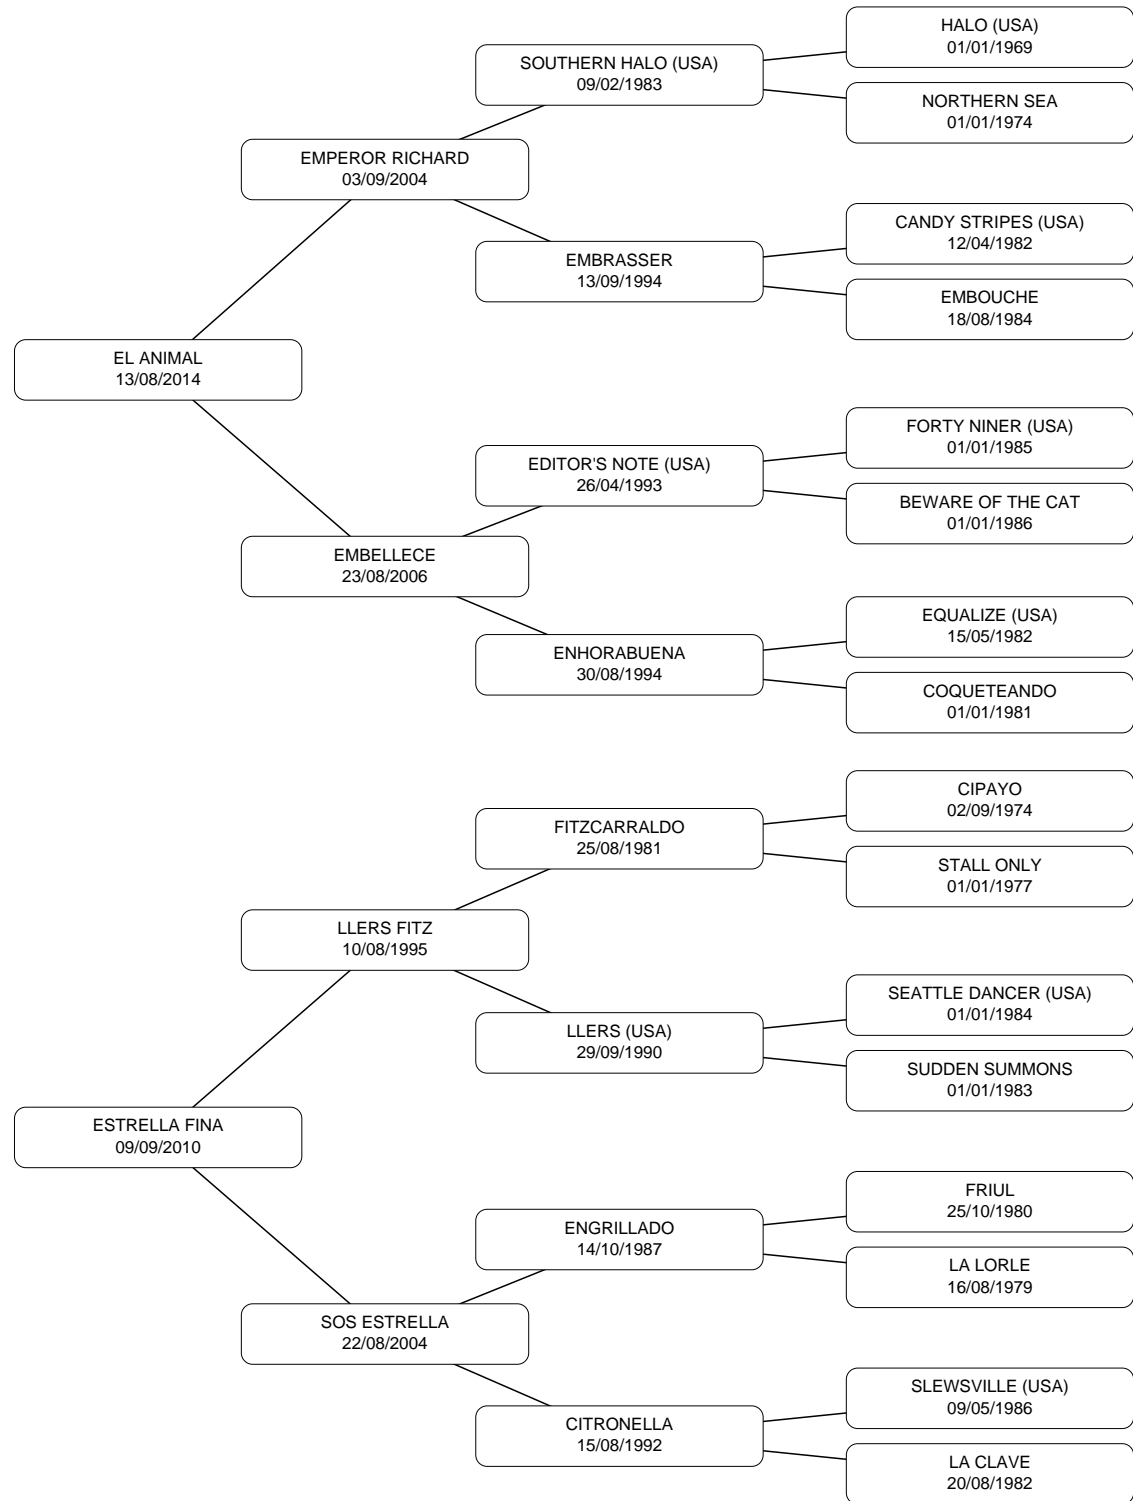 HALO (USA)
01/01/1969
SOUTHERN HALO (USA)
09/02/1983
NORTHERN SEA
01/01/1974
EMPEROR RICHARD
03/09/2004
CANDY STRIPES (USA)
12/04/1982
EMBRASSER
13/09/1994
EMBOUCHE
18/08/1984
EL ANIMAL
13/08/2014
FORTY NINER (USA)
01/01/1985
EDITOR'S NOTE (USA)
26/04/1993
BEWARE OF THE CAT
01/01/1986
EMBELLECE
23/08/2006
EQUALIZE (USA)
15/05/1982
ENHORABUENA
30/08/1994
COQUETEANDO
01/01/1981
CIPAYO
02/09/1974
FITZCARRALDO
25/08/1981
STALL ONLY
01/01/1977
LLERS FITZ
10/08/1995
SEATTLE DANCER (USA)
01/01/1984
LLERS (USA)
29/09/1990
SUDDEN SUMMONS
01/01/1983
ESTRELLA FINA
09/09/2010
FRIUL
25/10/1980
ENGRILLADO
14/10/1987
LA LORLE
16/08/1979
SOS ESTRELLA
22/08/2004
SLEWSVILLE (USA)
09/05/1986
CITRONELLA
15/08/1992
LA CLAVE
20/08/1982